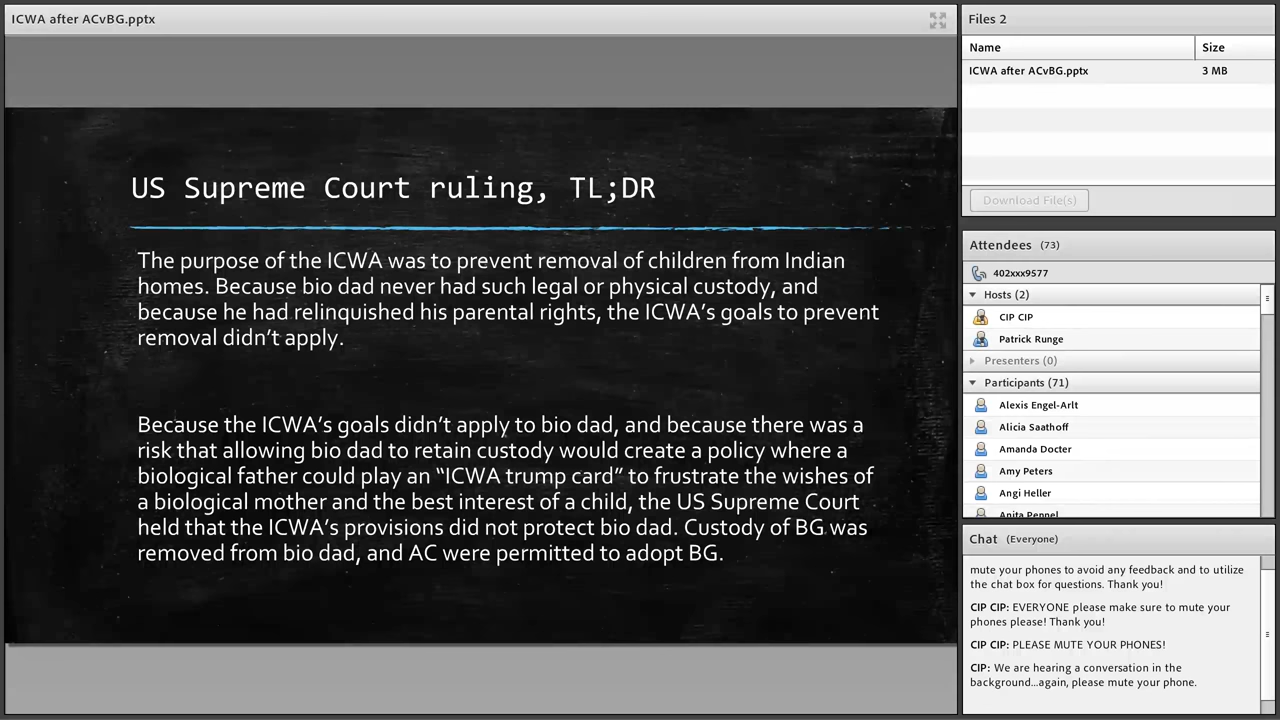 ICWA after ACvBG.pptx
US Supreme Court ruling, TL;DR
The purpose of the ICWA was to prevent removal of children from Indian
homes. Because bio dad never had such legal or physical custody, and
because he had relinquished his parental rights, the ICWA’s goals to prevent
removal didn’t apply.
Because the ICWA’s goals didn’t apply to bio dad, and because there was a
risk that allowing bio dad to retain custody would create a policy where a
biological father could play an “ICWA trump card” to frustrate the wishes of
a biological mother and the best interest of a child, the US Supreme Court
held that the ICWA’s provisions did not protect bio dad. Custody of BG was
removed from bio dad, and AC were permitted to adopt BG.
Files 2
Name Size
ICWA after ACvBG.pptx 3 MB
Download File(s)
Attendees (73)
402xxx9577
Hosts (2)
CIP CIP
Patrick Runge
Presenters (0)
Participants (71)
Alexis Engel-Arlt
Alicia Saathoff
Amanda Docter
Amy Peters
Angi Heller
Chat (Everyone)
mute your phones to avoid any feedback and to utilize
the chat box for questions. Thank you!
CIP CIP: EVERYONE please make sure to mute your
phones please! Thank you!
CIP CIP: PLEASE MUTE YOUR PHONES!
CIP: We are hearing a conversation in the
background...again, please mute your phone.